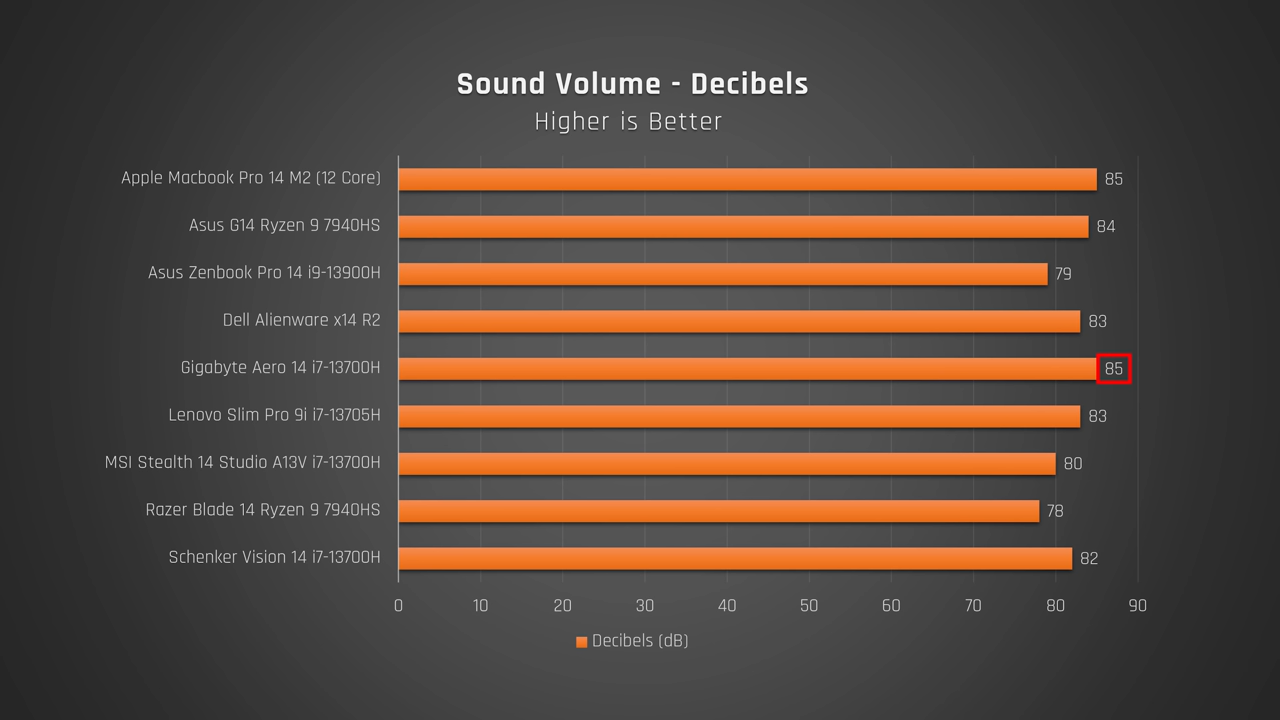 Sound Volume - Decibels
Higher is Better
Apple Macbook Pro 14 M2 (12 Core) 85
Asus G14 Ryzen 9 7940HS 84
Asus Zenbook Pro 14 i9-13900H 79
Dell Alienware x14 R2 83
Gigabyte Aero 14 i7-13700H 85
Lenovo Slim Pro 9i i7-13705H 83
MSI Stealth 14 Studio A13V i7-13700H 80
Razer Blade 14 Ryzen 9 7940HS 78
Schenker Vision 14 i7-13700H 82
0 10 20 30 40 50 60 70 80 90
Decibels (dB)